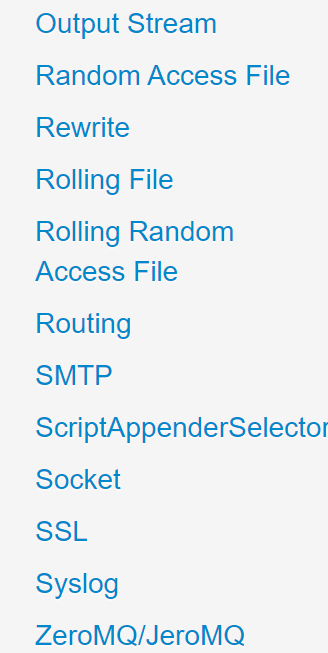 Output Stream
Random Access File
Rewrite
Rolling File
Rolling Random
Access File
Routing
SMTP
ScriptAppenderSelector
Socket
SSL
Syslog
ZeroMQ/JeroMQ